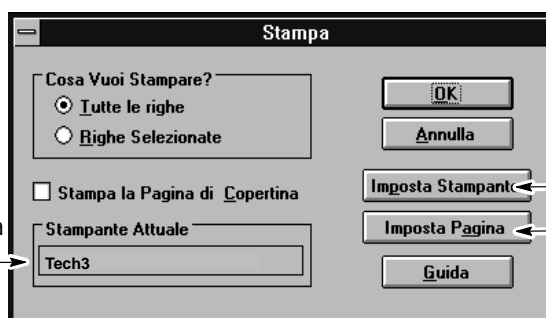 Stampa
Cosa Vuoi Stampare?
Tutte le righe
Righe Selezionate
Stampa la Pagina di Copertina
Stampante Attuale
Tech3
OK
Annulla
Imposta Stampante
Imposta Pagina
Guida
a